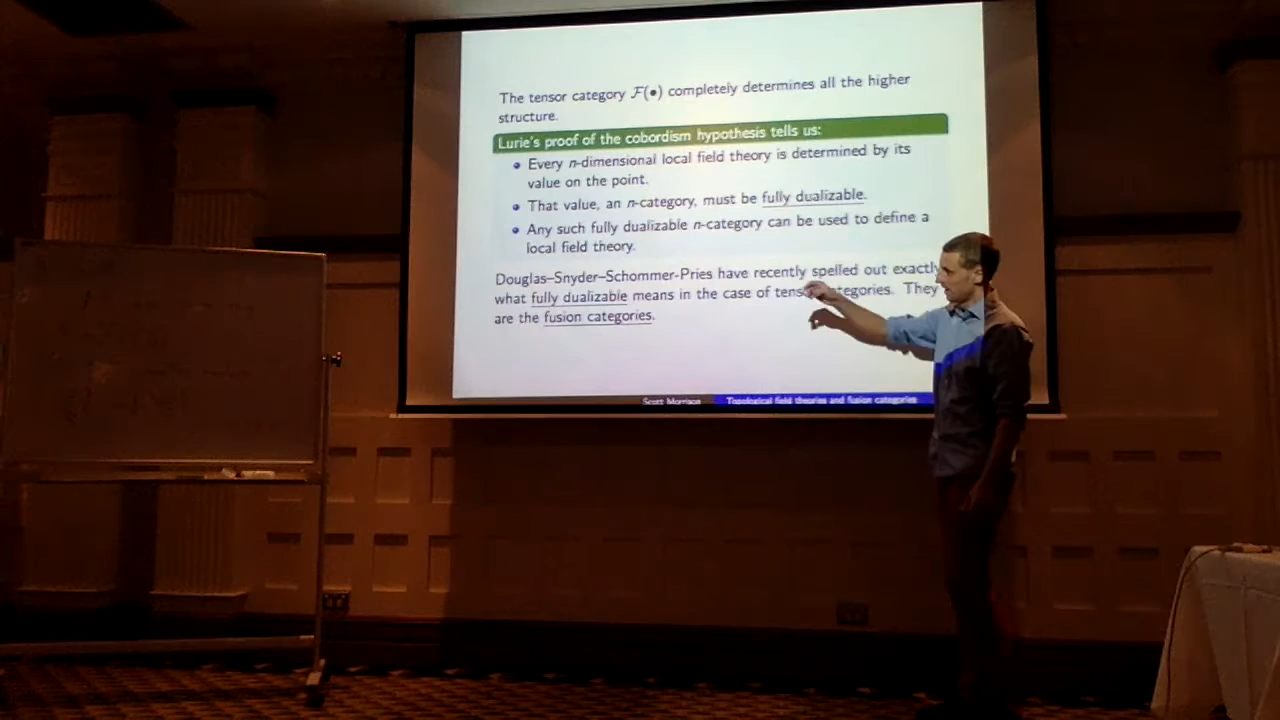 The tensor category F(•) completely determines all the higher
structure.
Lurie's proof of the cobordism hypothesis tells us:
• Every n-dimensional local field theory is determined by its
value on the point.
• That value, an n-category, must be fully dualizable.
• Any such fully dualizable n-category can be used to define a
local field theory.
Douglas–Snyder–Schommer-Pries have recently spelled out exactly
what fully dualizable means in the case of They
are the fusion categories.
Scott Morrison Topological field theories and fusion categories